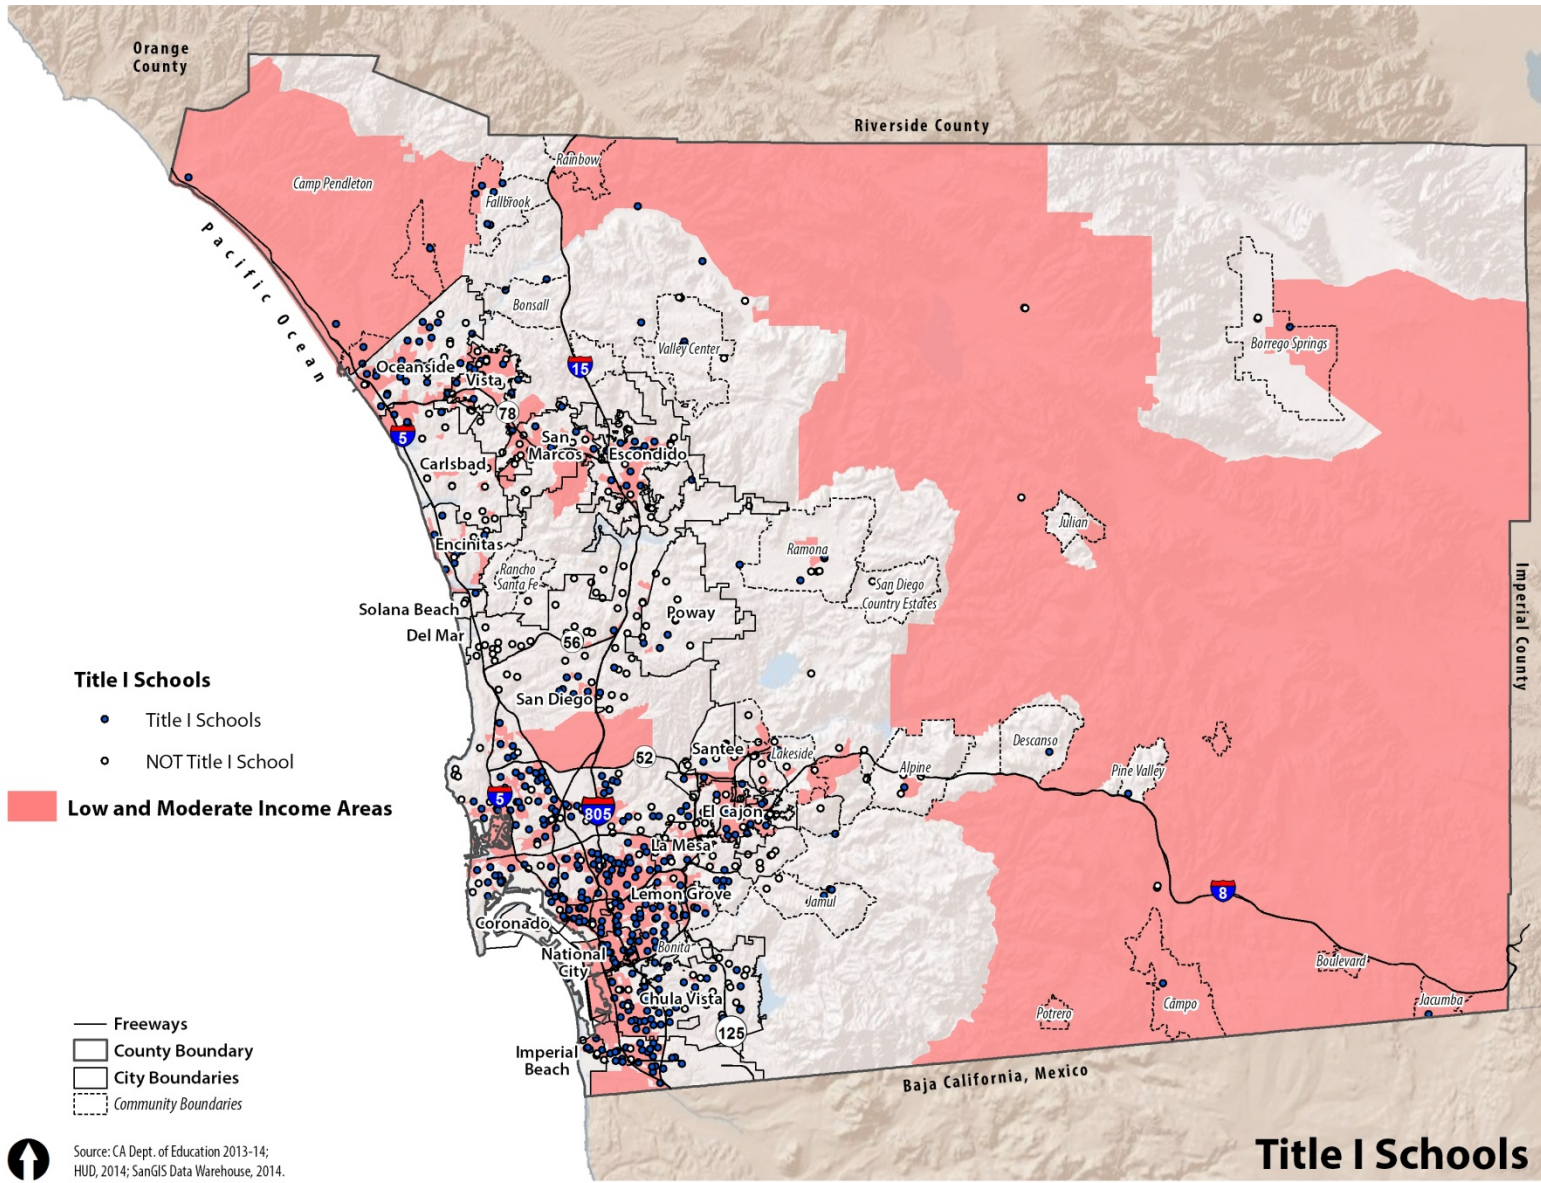 Orange
County
Riverside County
Rainbow
Camp Pendleton
Fallbrook
Pacific Ocean
Bonsall
Valley Center
Borrego Springs
15
Oceanside
Vista
78
5
San
Marcos
Escondido
Carlsbad
Julian
Encinitas
Ramona
Rancho
Santa Fe
San Diego
Country Estates
Imperial County
Solana Beach
Poway
Del Mar
56
Title I Schools
Title I Schools
NOT Title I School
Low and Moderate Income Areas
San Diego
Santee
52
Lakeside
Descanso
Alpine
Pine Valley
5
805
El Cajon
La Mesa
Lemon Grove
Jamul
8
Coronado
National
City
Bonita
Boulevard
Chula Vista
Campo
Potrero
Jacumba
125
Imperial
Beach
Baja California, Mexico
Freeways
County Boundary
City Boundaries
Community Boundaries
Source: CA Dept. of Education 2013-14;
HUD, 2014; SanGIS Data Warehouse, 2014.
Title I Schools